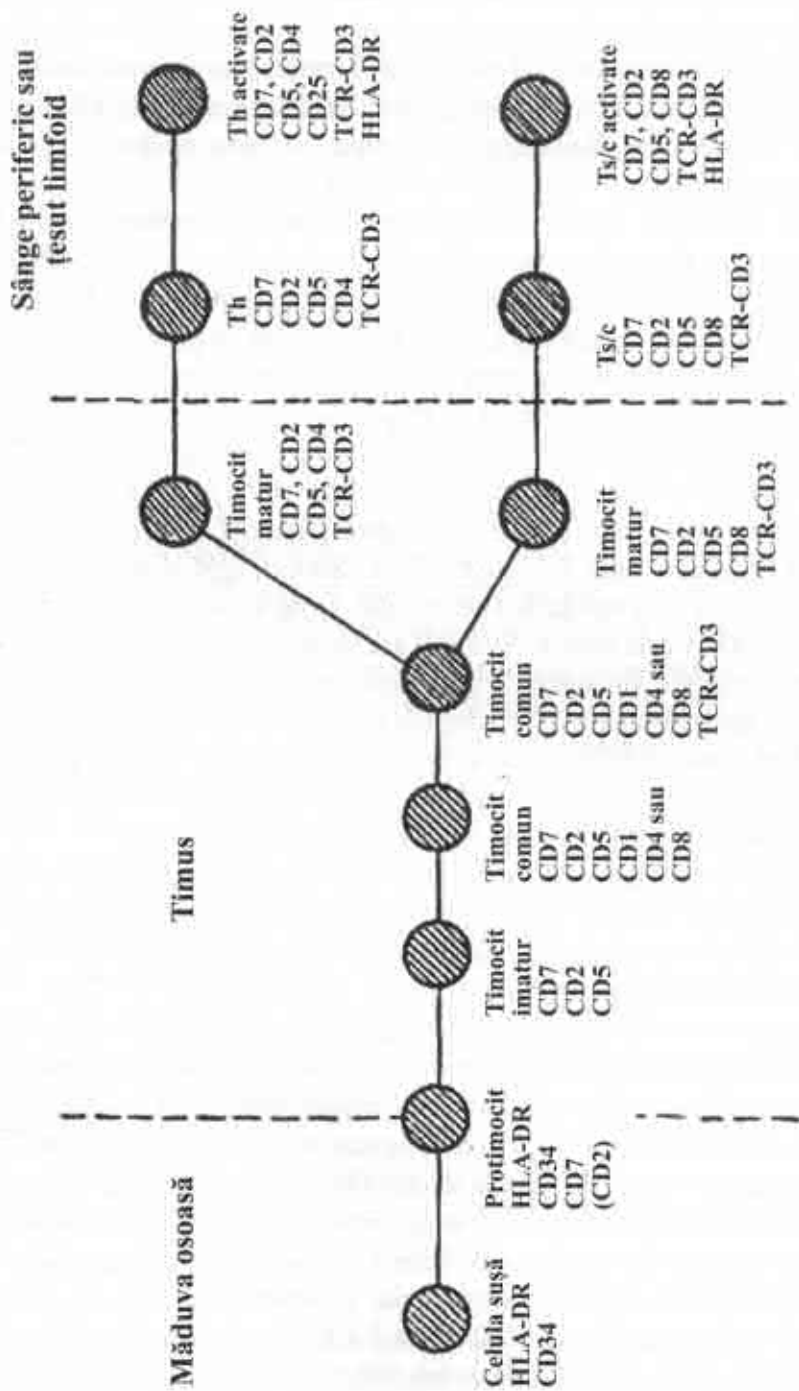 Măduva osoasă
Timus
Sânge periferic sau
țesut limfoid
Celula sușă
HLA-DR
CD34
Protimocit
HLA-DR
CD34
CD7
(CD2)
Timocit
imatur
CD7
CD2
CD5
Timocit
comun
CD7
CD2
CD5
CD1
CD4 sau
CD8
Timocit
comun
CD7
CD2
CD5
CD1
CD4 sau
CD8
TCR-CD3
Timocit
matur
CD7, CD2
CD5, CD4
TCR-CD3
Th
CD7
CD2
CD5
CD4
TCR-CD3
Th activate
CD7, CD2
CD5, CD4
CD25
TCR-CD3
HLA-DR
Timocit
matur
CD7
CD2
CD5
CD8
TCR-CD3
Ts/c
CD7
CD2
CD5
CD8
TCR-CD3
Ts/c activate
CD7, CD2
CD5, CD8
TCR-CD3
HLA-DR